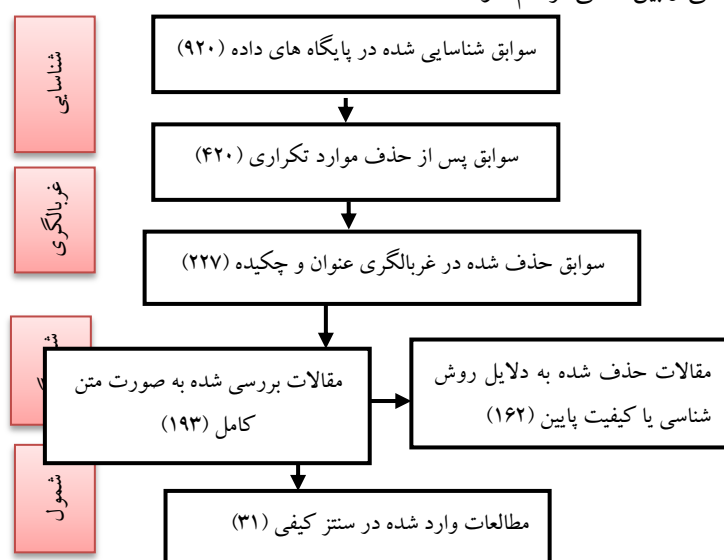 شناسایی
سوابق شناسایی شده در پایگاه های داده (۹۲۰)
سوابق پس از حذف موارد تکراری (۴۲۰)
غربالگری
سوابق حذف شده در غربالگری عنوان و چکیده (۲۲۷)
مقالات بررسی شده به صورت متن
کامل (۱۹۳)
مقالات حذف شده به دلایل روش
شناسی یا کیفیت پایین (۱۶۲)
شمول
مطالعات وارد شده در سنتز کیفی (۳۱)